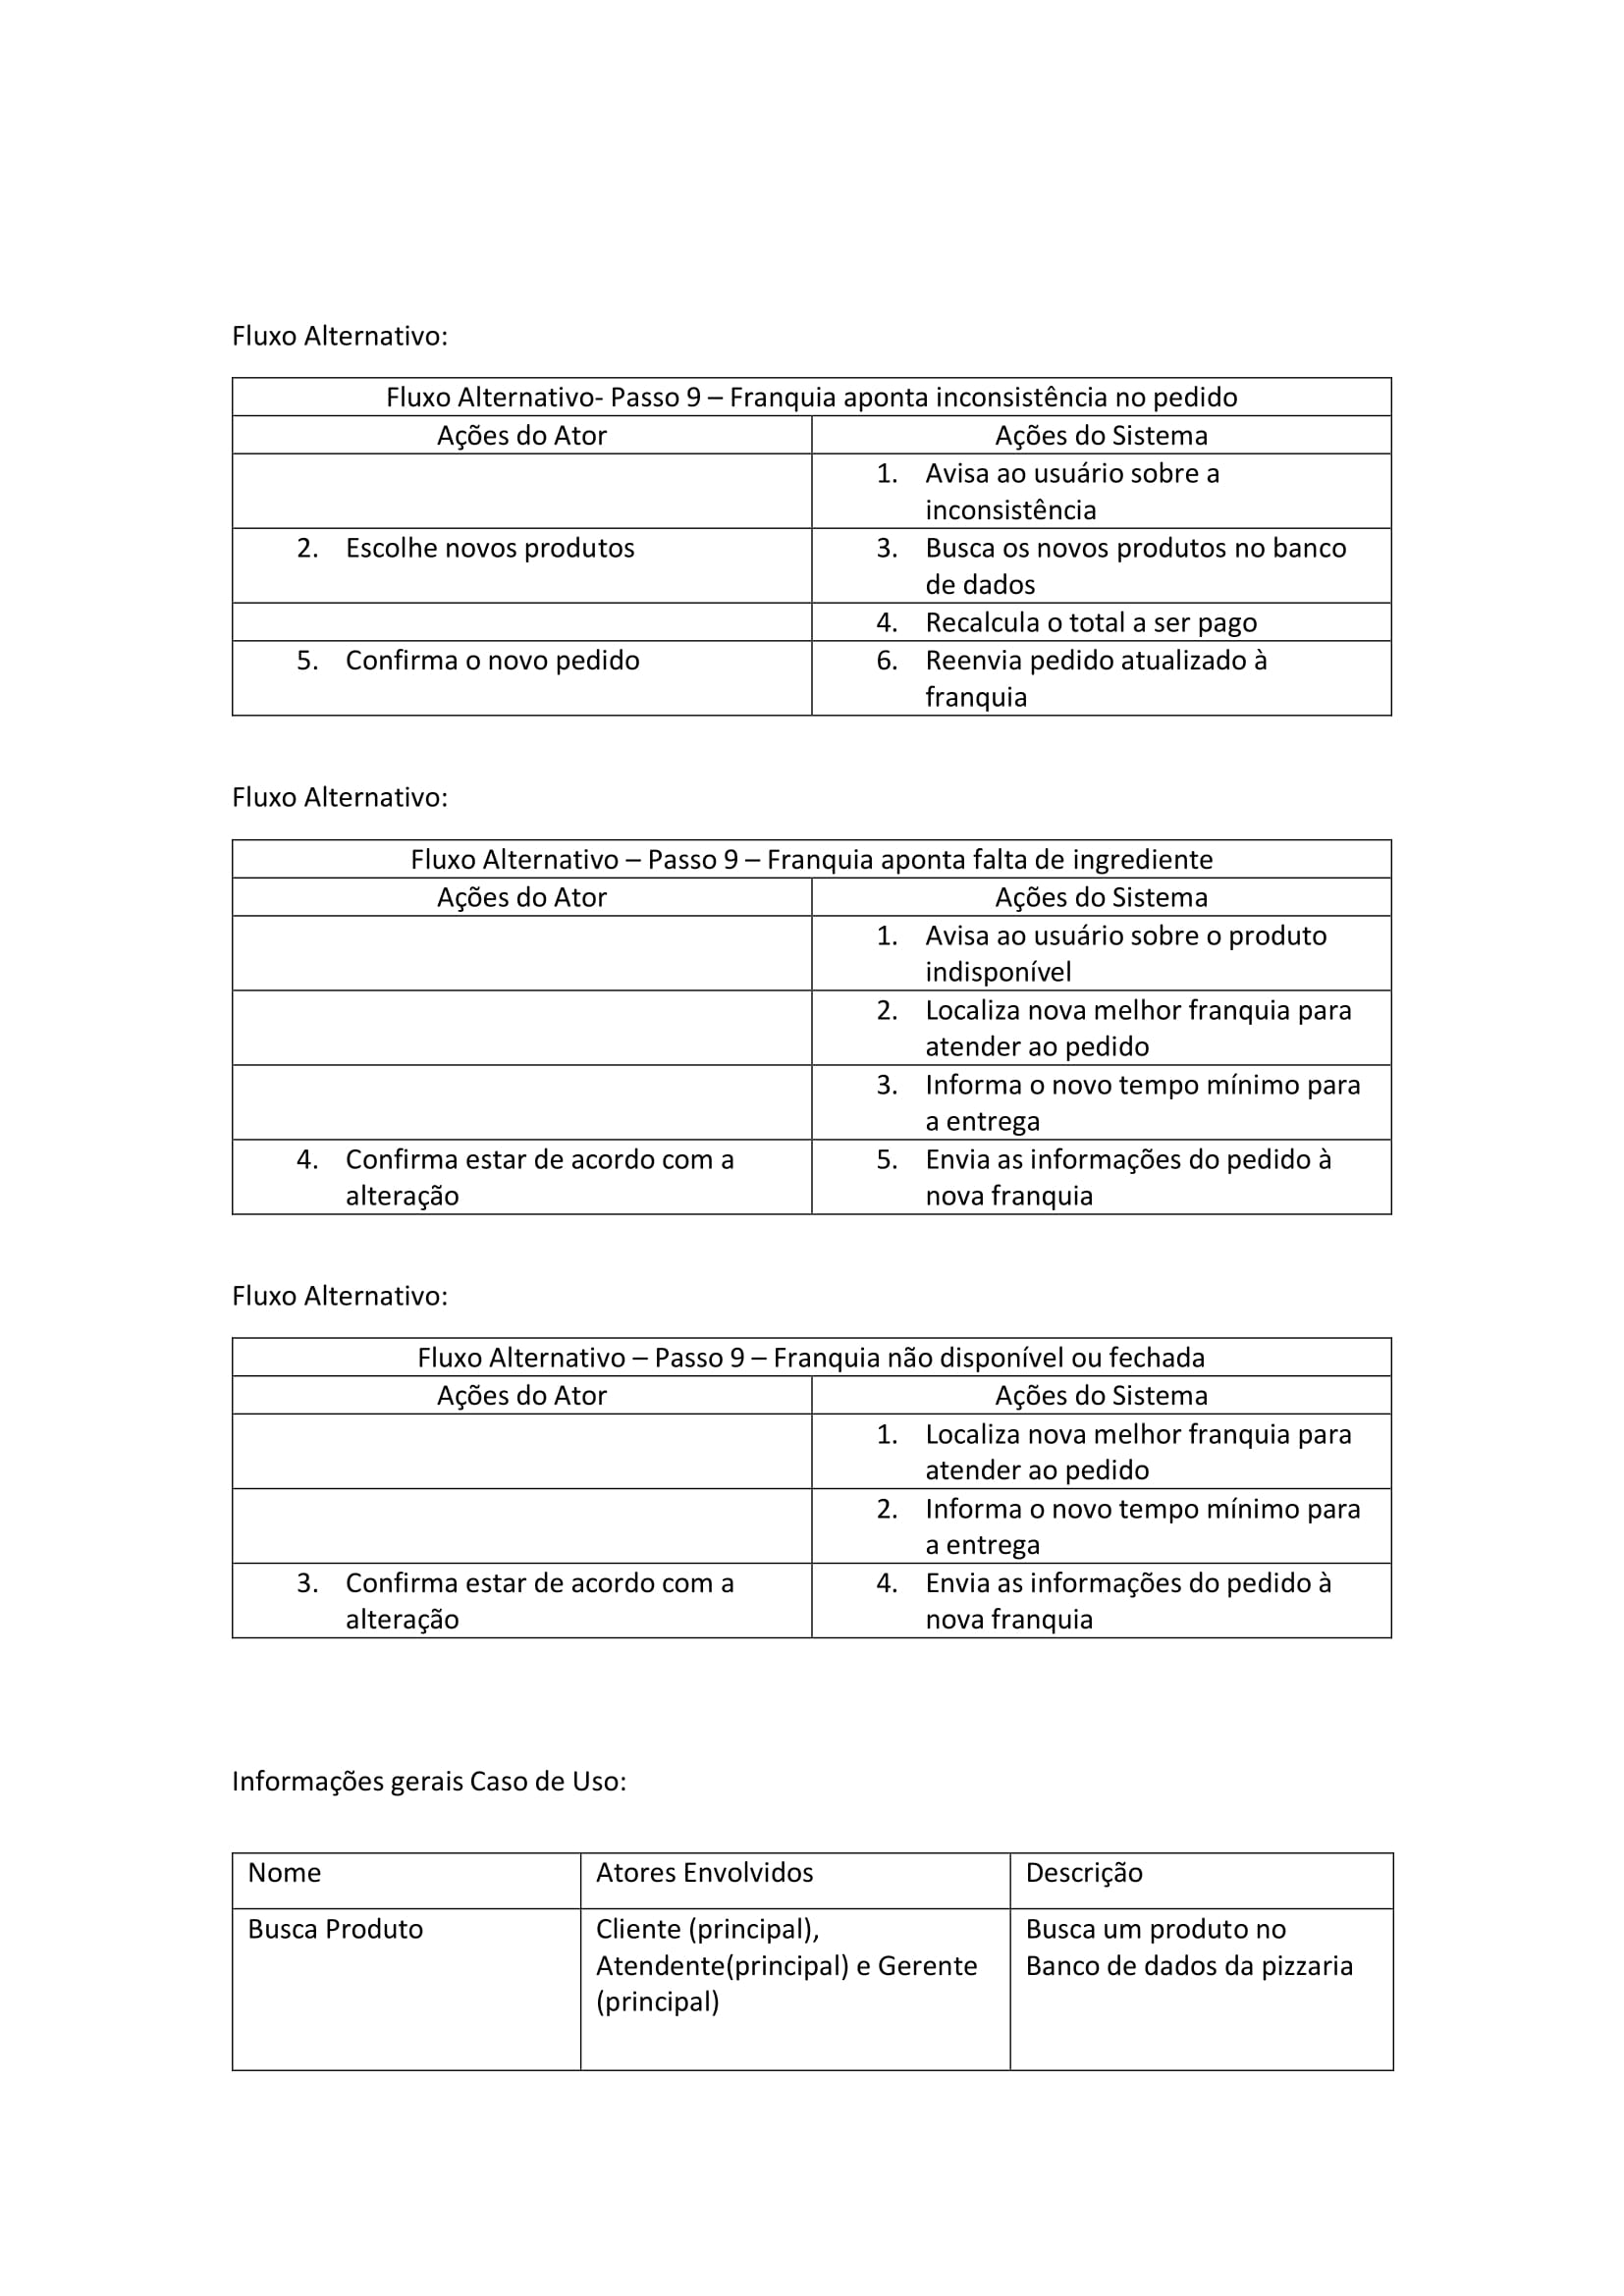 Fluxo Alternativo:
Fluxo Alternativo- Passo 9 – Franquia aponta inconsistência no pedido
Ações do Ator
Ações do Sistema
1. Avisa ao usuário sobre a
inconsistência
2. Escolhe novos produtos
3. Busca os novos produtos no banco
de dados
4. Recalcula o total a ser pago
5. Confirma o novo pedido
6. Reenvia pedido atualizado à
franquia
Fluxo Alternativo:
Fluxo Alternativo – Passo 9 – Franquia aponta falta de ingrediente
Ações do Ator
Ações do Sistema
1. Avisa ao usuário sobre o produto
indisponível
2. Localiza nova melhor franquia para
atender ao pedido
3. Informa o novo tempo mínimo para
a entrega
4. Confirma estar de acordo com a
alteração
5. Envia as informações do pedido à
nova franquia
Fluxo Alternativo:
Fluxo Alternativo – Passo 9 – Franquia não disponível ou fechada
Ações do Ator
Ações do Sistema
1. Localiza nova melhor franquia para
atender ao pedido
2. Informa o novo tempo mínimo para
a entrega
3. Confirma estar de acordo com a
alteração
4. Envia as informações do pedido à
nova franquia
Informações gerais Caso de Uso:
Nome
Atores Envolvidos
Descrição
Busca Produto
Cliente (principal),
Atendente(principal) e Gerente
(principal)
Busca um produto no
Banco de dados da pizzaria